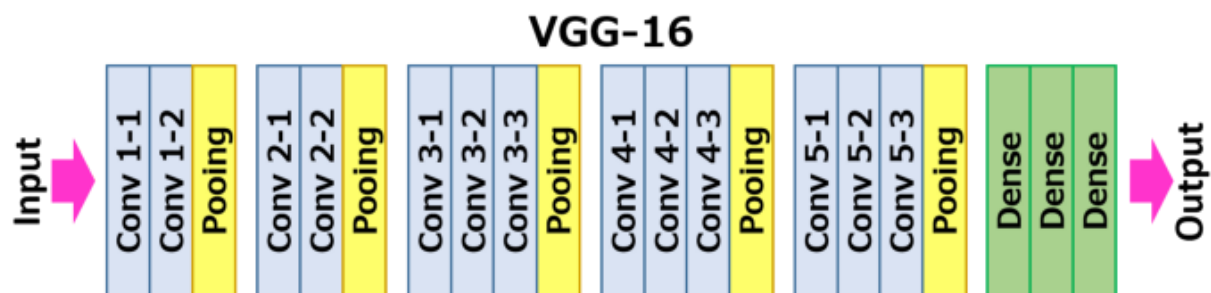 VGG-16
Input
Conv 1-1
Conv 1-2
Pooing
Conv 2-1
Conv 2-2
Pooing
Conv 3-1
Conv 3-2
Conv 3-3
Pooing
Conv 4-1
Conv 4-2
Conv 4-3
Pooing
Conv 5-1
Conv 5-2
Conv 5-3
Pooing
Dense
Dense
Dense
Output